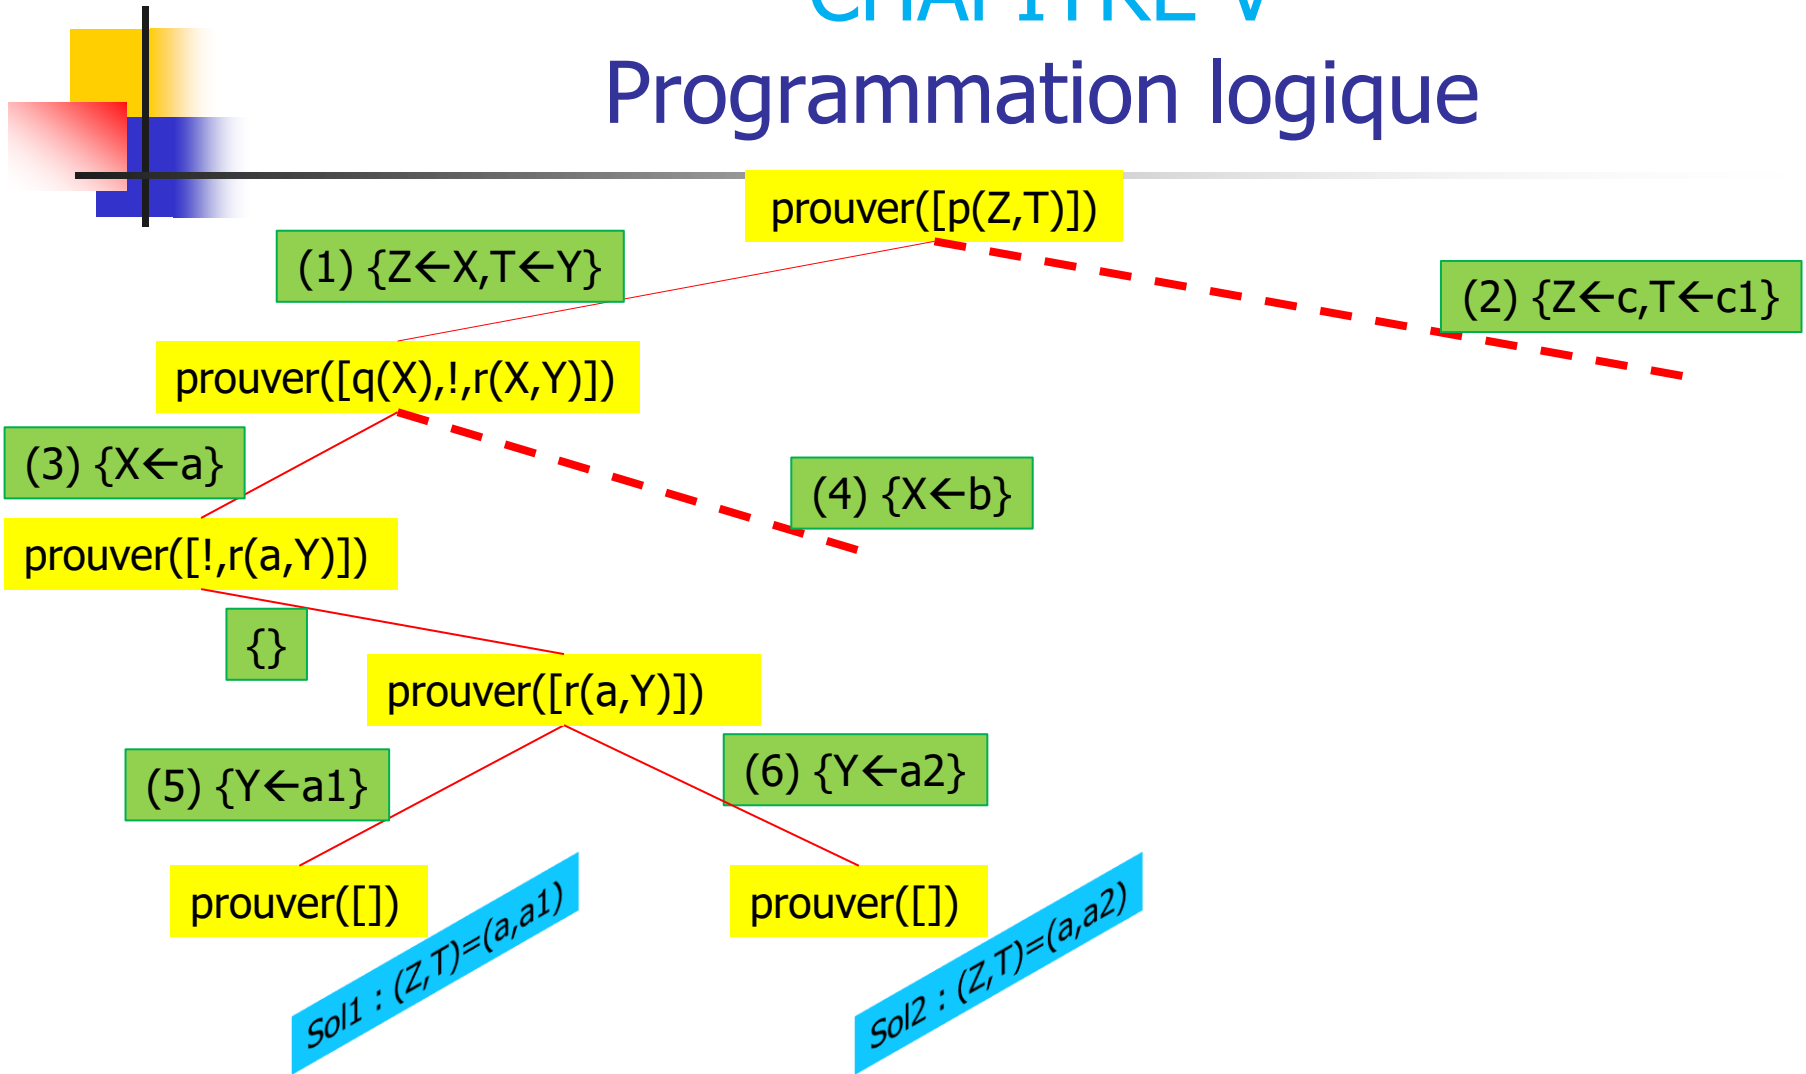 CHAPITRE V
Programmation logique
prouver([p(Z,T)])
(1) {Z←X,T←Y}
(2) {Z←c,T←c1}
prouver([q(X),!,r(X,Y)])
(3) {X←a}
(4) {X←b}
prouver([!,r(a,Y)])
{}
prouver([r(a,Y)])
(5) {Y←a1}
(6) {Y←a2}
prouver([])
prouver([])
Sol1 : (Z,T)=(a,a1)
Sol2 : (Z,T)=(a,a2)